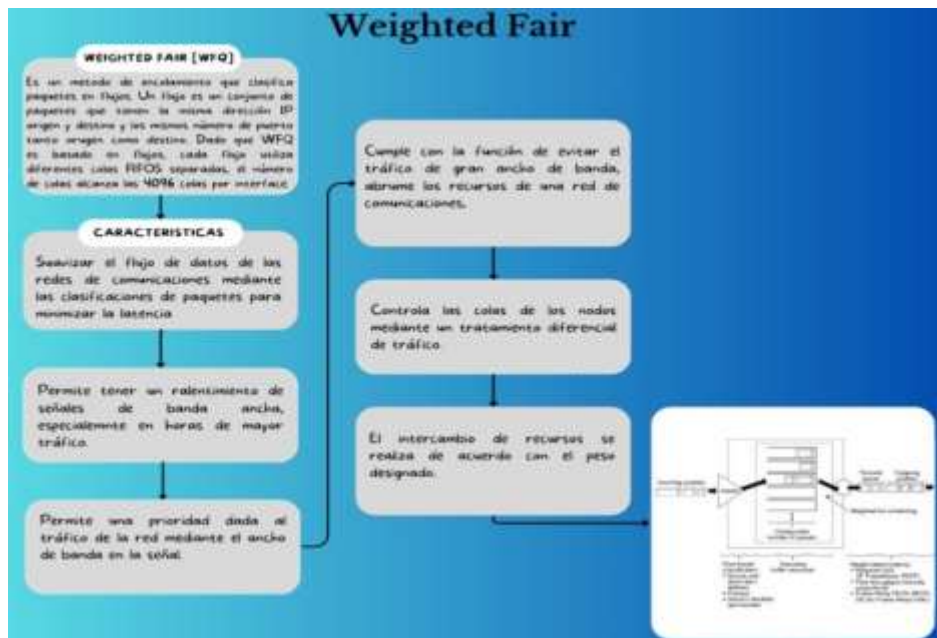 Weighted Fair
WEIGHTED FAIR [WFQ]
Es un metodo de encolamiento que clasifica
paquetes en flujos. Un flujo es un conjunto de
paquetes que tienen la misma dirección IP
origen y destino y los mismos número de puerto
tanto origen como destino. Dado que WFQ
es basado en flujos, cada flujo utiliza
diferentes colas FIFOS separadas, el número
de colas alcanza las 4096 colas por interface
CARACTERISTICAS
Suavizar el flujo de datos de las
redes de comunicaciones mediante
las clasificaciones de paquetes para
minimizar la latencia
Permite tener un ralentimiento de
señales de banda ancha,
especialemnte en horas de mayor
tráfico.
Permite una prioridad dada al
tráfico de la red mediante el ancho
de banda en la señal.
Cumple con la función de evitar el
tráfico de gran ancho de banda,
abrume los recursos de una red de
comunicaciones.
Controla las colas de los nodos
mediante un tratamiento diferencial
de tráfico.
El intercambio de recursos se
realiza de acuerdo con el peso
designado.